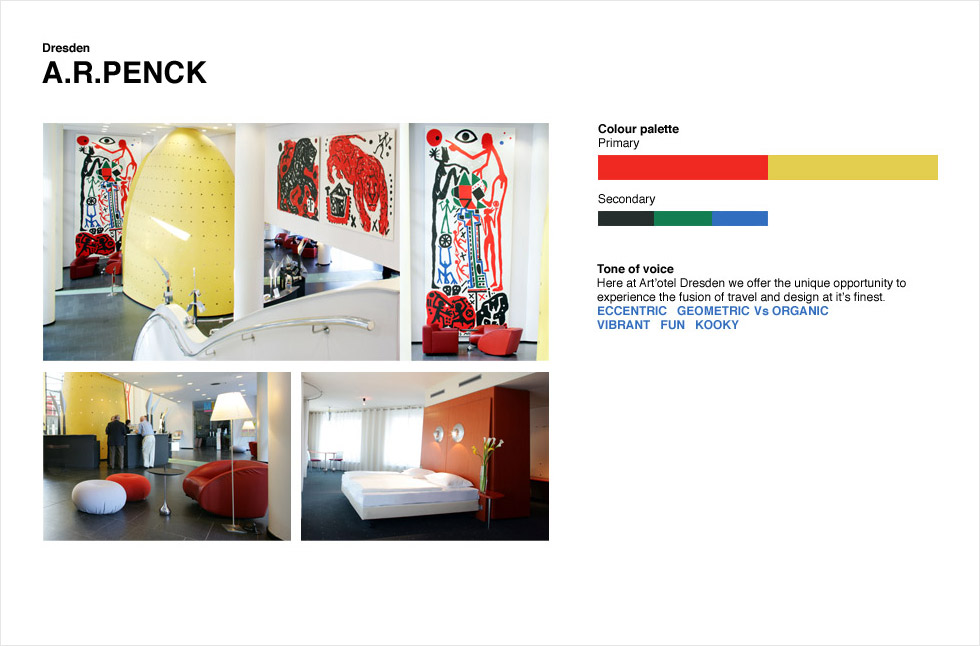 Dresden
A.R.PENCK
Colour palette
Primary
Secondary
Tone of voice
Here at Art'otel Dresden we offer the unique opportunity to
experience the fusion of travel and design at it's finest.
ECCENTRIC GEOMETRIC Vs ORGANIC
VIBRANT FUN KOOKY